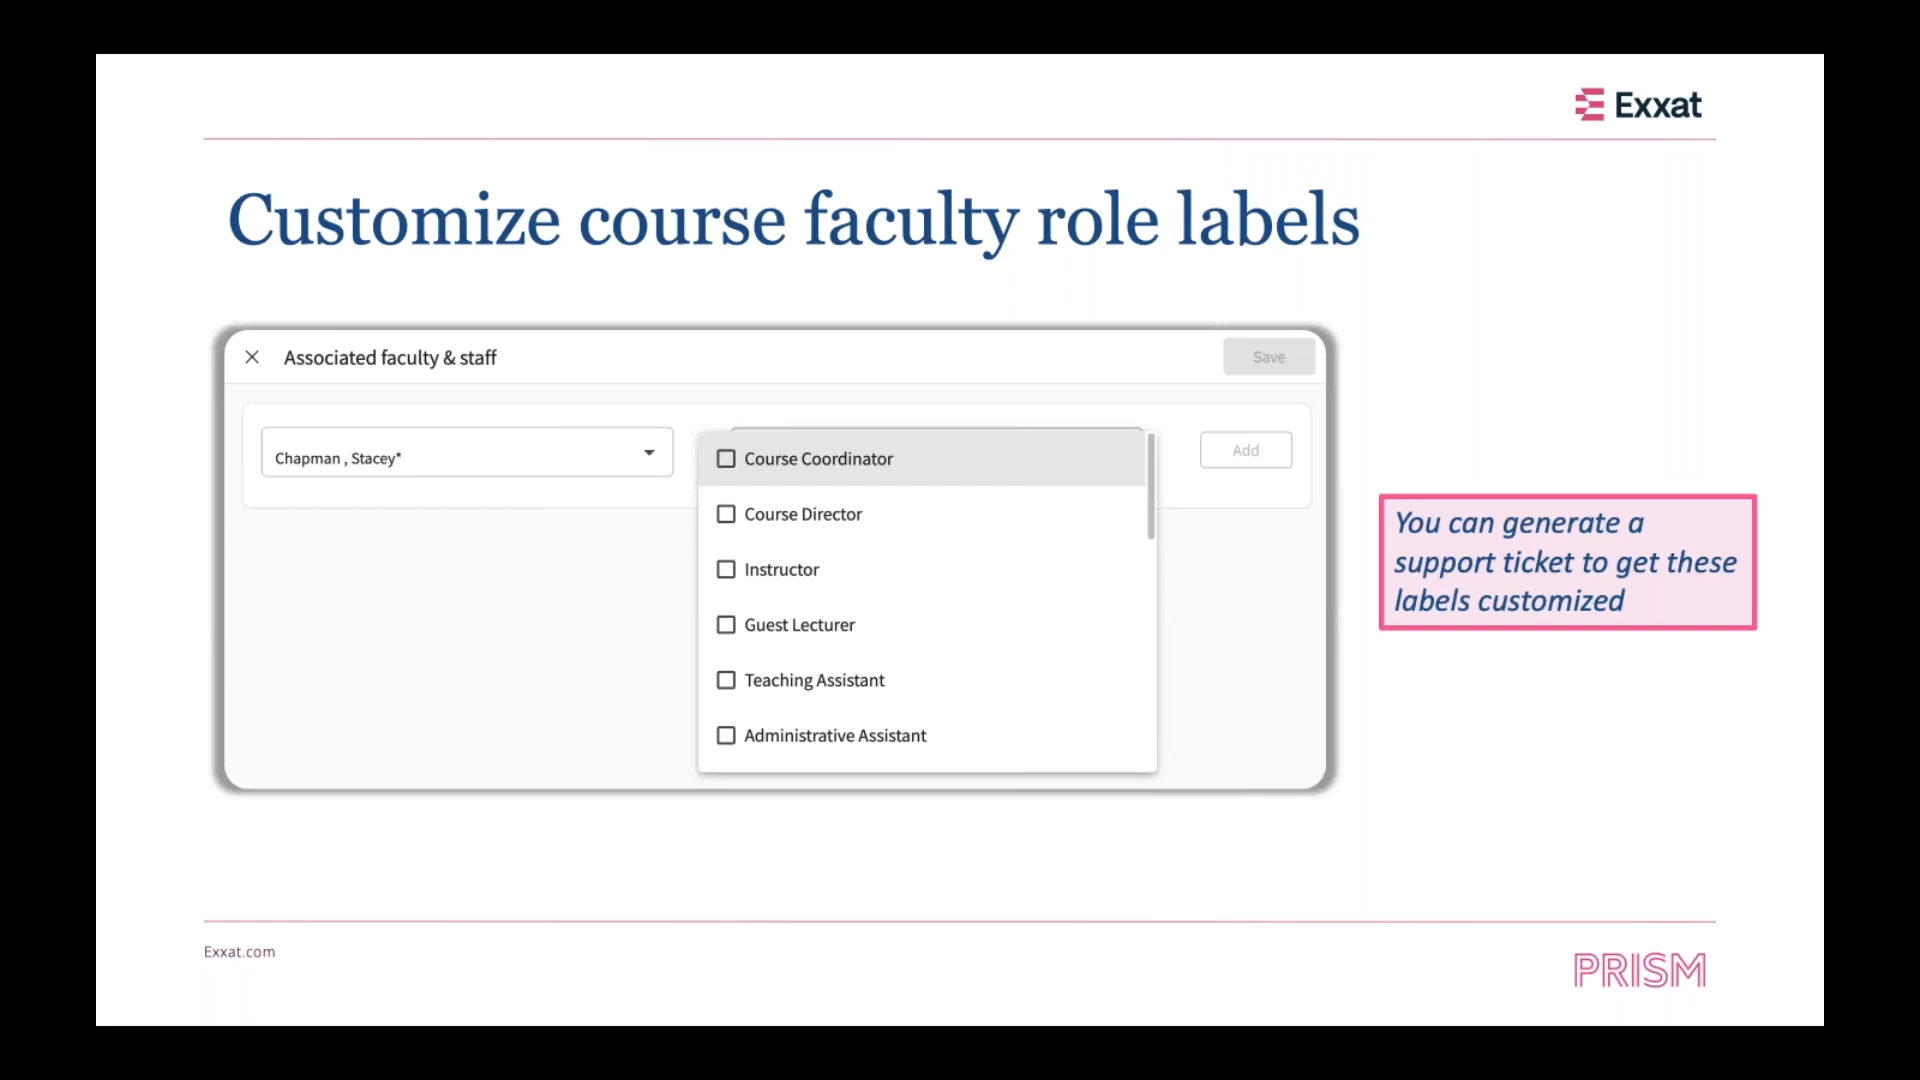 Exxat
Customize course faculty role labels
Associated faculty & staff
Save
Chapman , Stacey*
Add
Course Coordinator
Course Director
Instructor
Guest Lecturer
Teaching Assistant
Administrative Assistant
You can generate a
support ticket to get these
labels customized
Exxat.com
PRISM